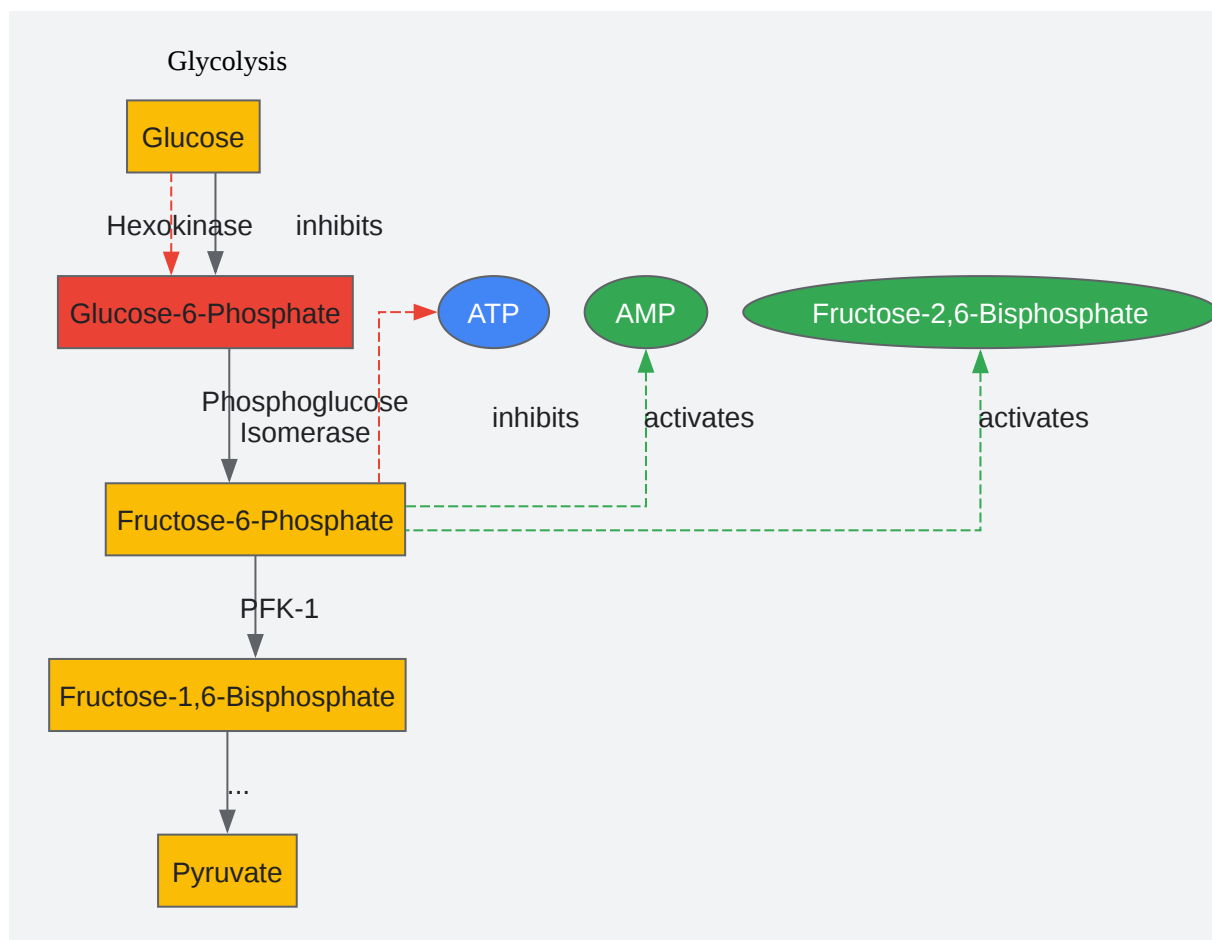 Glycolysis
Glucose
Hexokinase
inhibits
Glucose-6-Phosphate
ATP
AMP
Fructose-2,6-Bisphosphate
Phosphoglucose
Isomerase
inhibits
activates
activates
Fructose-6-Phosphate
PFK-1
Fructose-1,6-Bisphosphate
...
Pyruvate